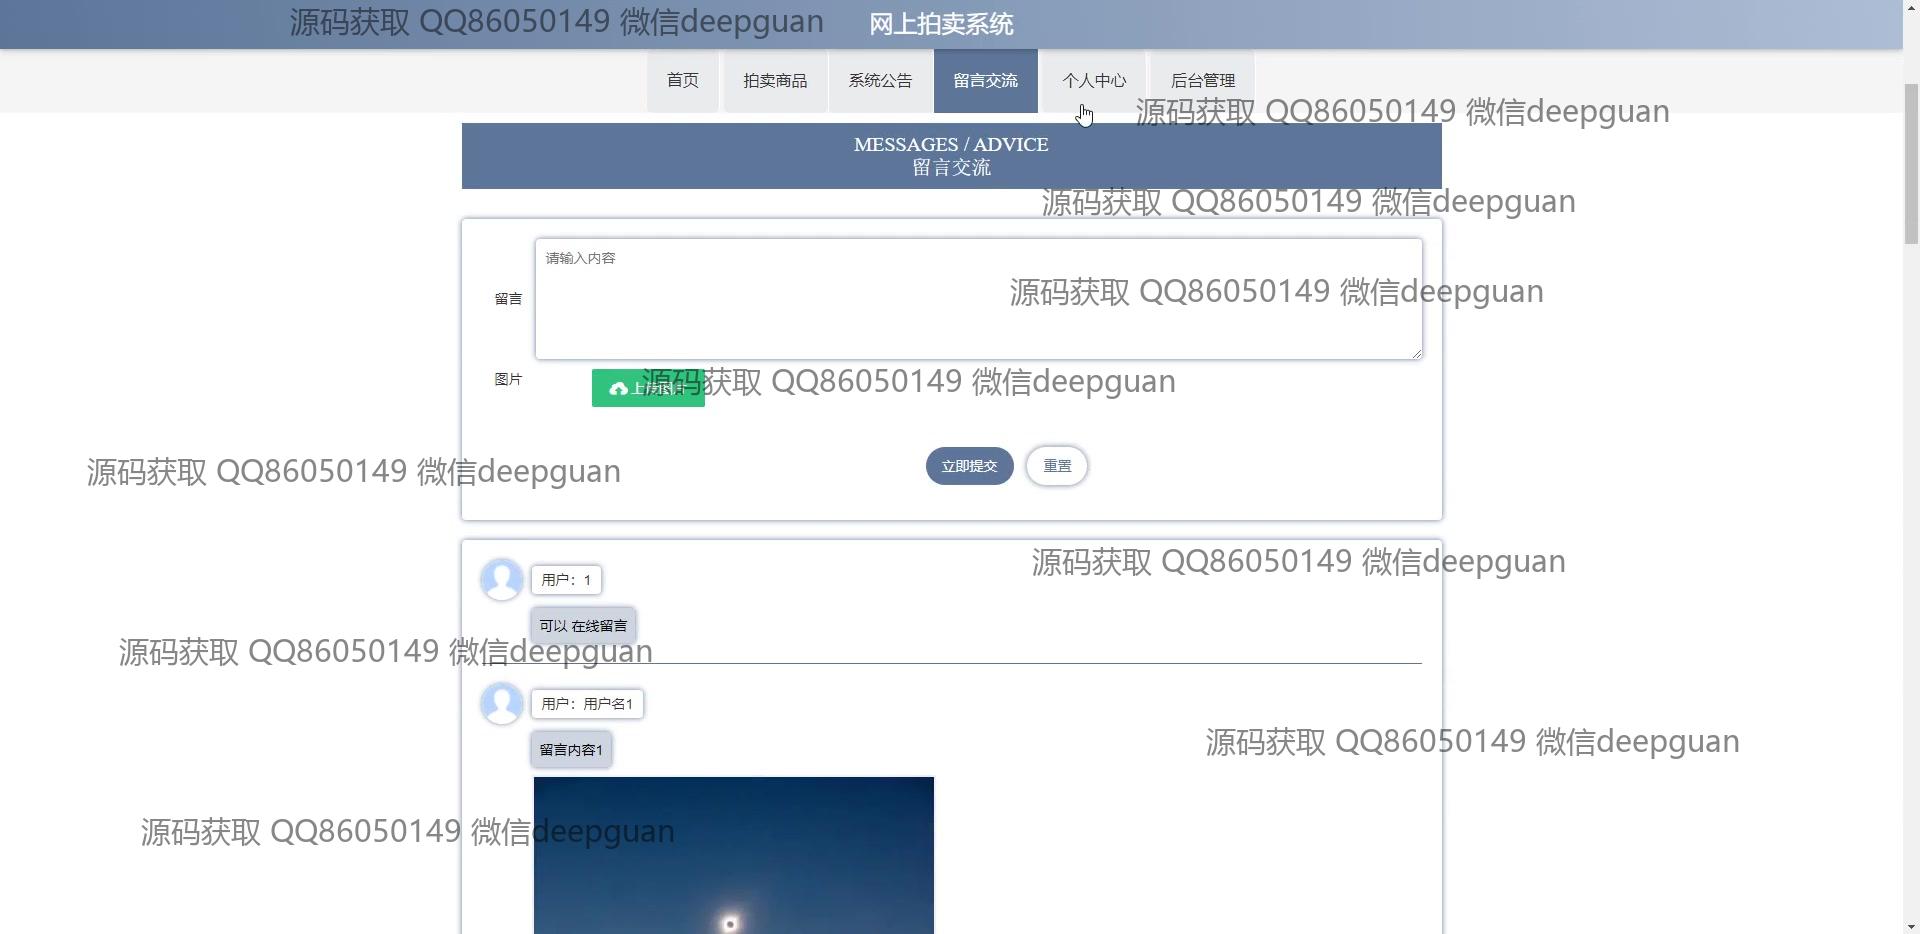 源码获取 QQ86050149 微信deepguan
网上拍卖系统
首页 拍卖商品 系统公告 留言交流 个人中心 后台管理
源码获取 QQ86050149 微信deepguan
MESSAGES / ADVICE
留言交流
源码获取 QQ86050149 微信deepguan
请输入内容
源码获取 QQ86050149 微信deepguan
留言
图片
上传图片
源码获取 QQ86050149 微信deepguan
立即提交 重置
源码获取 QQ86050149 微信deepguan
源码获取 QQ86050149 微信deepguan
用户：1
可以 在线留言
源码获取 QQ86050149 微信deepguan
用户：用户名1
留言内容1
源码获取 QQ86050149 微信deepguan
源码获取 QQ86050149 微信deepguan